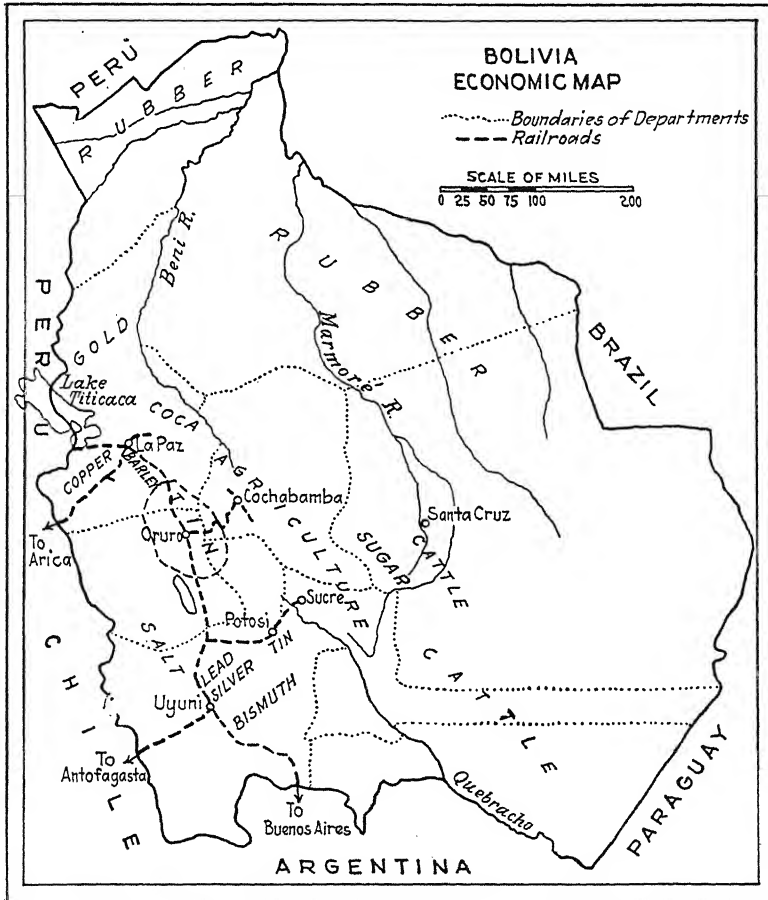 BOLIVIA
ECONOMIC MAP
Boundaries of Departments
Railroads
SCALE OF MILES
0 25 50 75 100 200
PERÚ
RUBBER
Beni R.
RUBBER
PERU
GOLD
Marmoré R.
BRAZIL
Lake
Titicaca
COCA
La Paz
COPPER
BARLEY
TIN
AGRICULTURE
Cochabamba
Santa Cruz
To
Arica
Oruro
SUGAR
CATTLE
Sucre
Potosi
TIN
SALT
CHILE
LEAD
SILVER
BISMUTH
CATTLE
Uyuni
To
Antofagasta
To
Buenos Aires
Quebracho
PARAGUAY
ARGENTINA